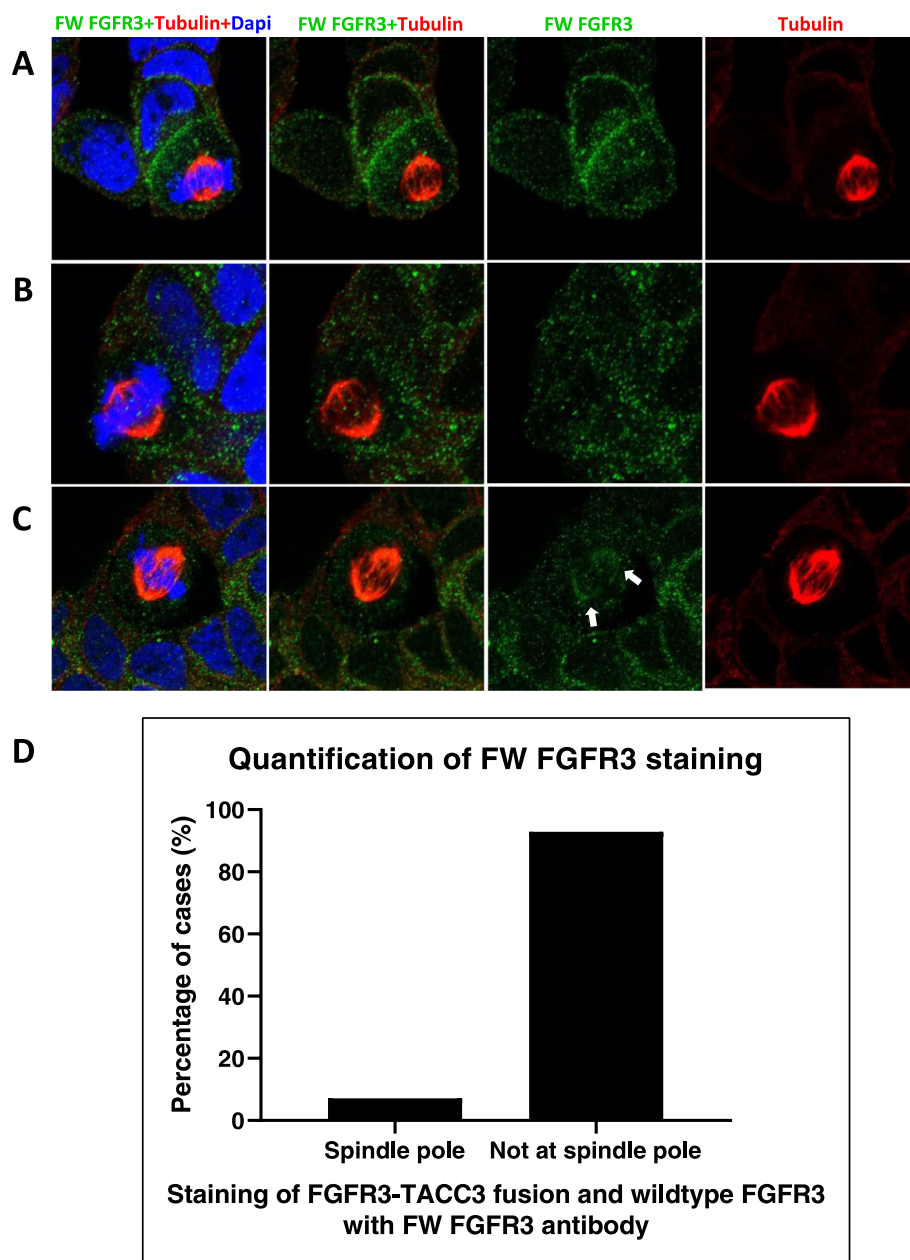 FW FGFR3+Tubulin+Dapi FW FGFR3+Tubulin FW FGFR3 Tubulin
A
B
C
D
Quantification of FW FGFR3 staining
Percentage of cases (%)
100
80
60
40
20
0
Spindle pole Not at spindle pole
Staining of FGFR3-TACC3 fusion and wildtype FGFR3
with FW FGFR3 antibody